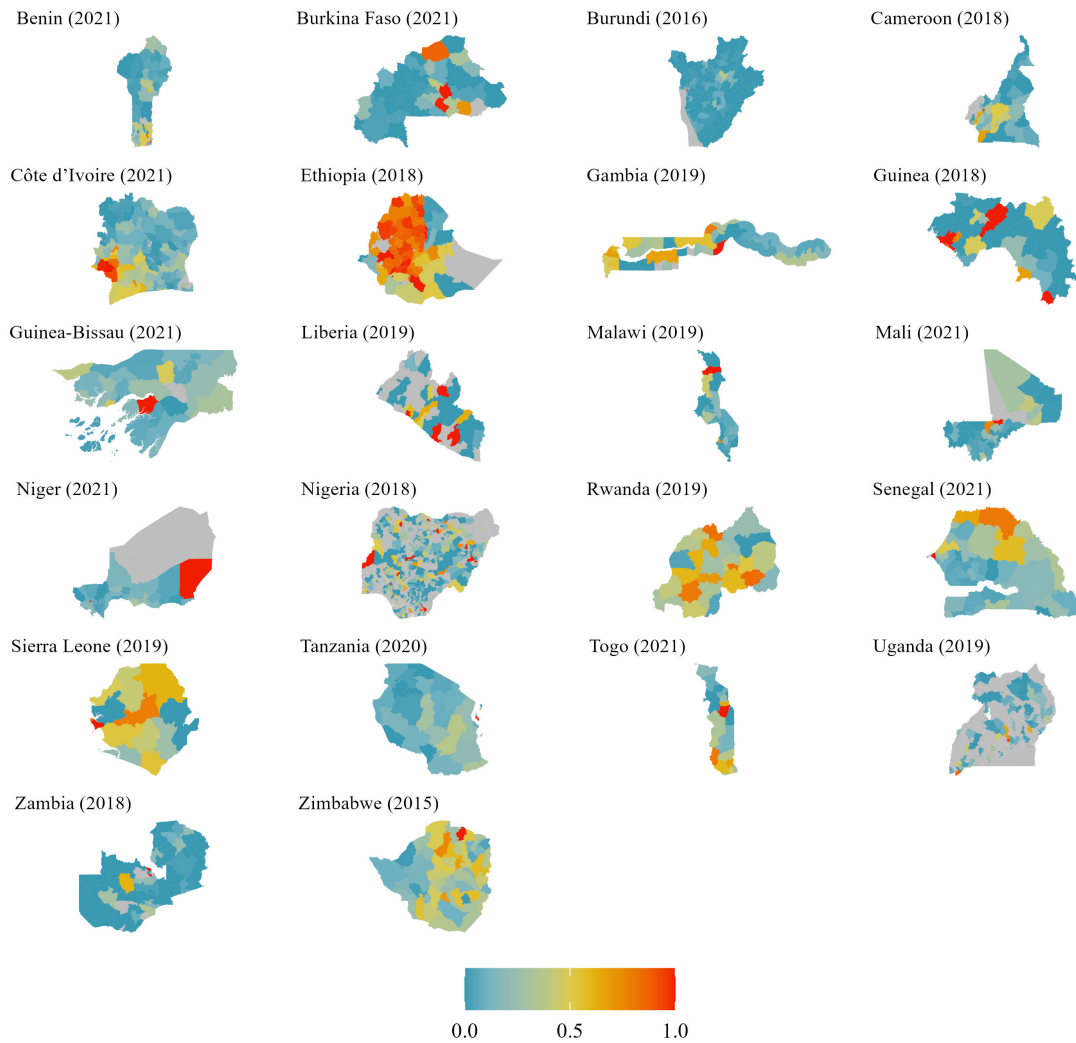 Benin (2021)
Burkina Faso (2021)
Burundi (2016)
Cameroon (2018)
Côte d’Ivoire (2021)
Ethiopia (2018)
Gambia (2019)
Guinea (2018)
Guinea-Bissau (2021)
Liberia (2019)
Malawi (2019)
Mali (2021)
Niger (2021)
Nigeria (2018)
Rwanda (2019)
Senegal (2021)
Sierra Leone (2019)
Tanzania (2020)
Togo (2021)
Uganda (2019)
Zambia (2018)
Zimbabwe (2015)
0.0
0.5
1.0